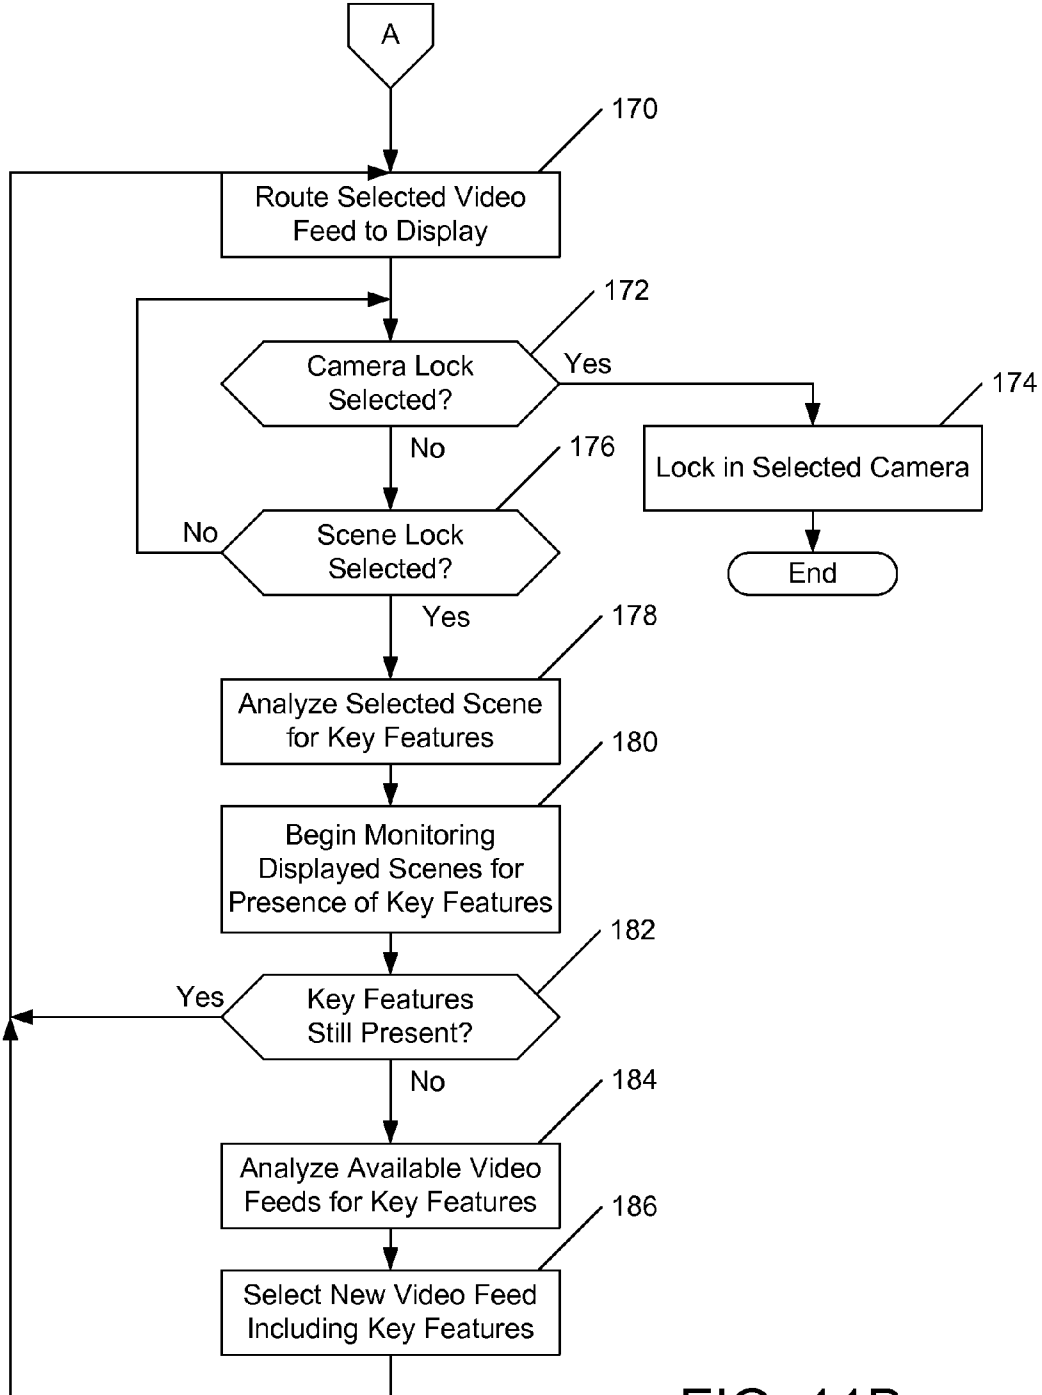 A
170
Route Selected Video
Feed to Display
172
Camera Lock
Selected?
Yes
174
Lock in Selected Camera
No
176
No
Scene Lock
Selected?
End
Yes
178
Analyze Selected Scene
for Key Features
180
Begin Monitoring
Displayed Scenes for
Presence of Key Features
182
Yes
Key Features
Still Present?
No
184
Analyze Available Video
Feeds for Key Features
186
Select New Video Feed
Including Key Features